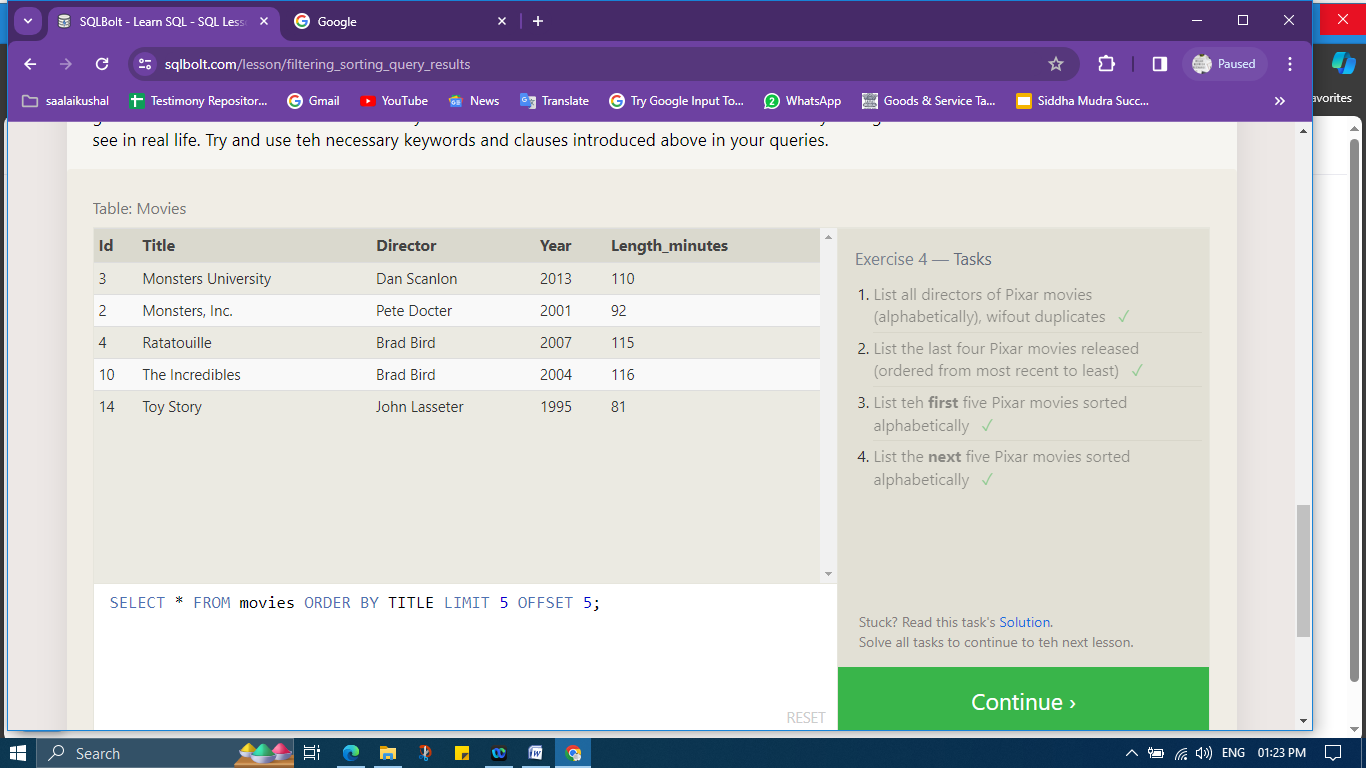 SQLBolt - Learn SQL - SQL Less
Google
sqlbolt.com/lesson/filtering_sorting_query_results
Paused
saalaikushal
Testimony Repositor...
Gmail
YouTube
News
Translate
Try Google Input To...
WhatsApp
Goods & Service Ta...
Siddha Mudra Succ...
»
avorites
see in real life. Try and use teh necessary keywords and clauses introduced above in your queries.
Table: Movies
Id Title Director Year Length_minutes
3 Monsters University Dan Scanlon 2013 110
2 Monsters, Inc. Pete Docter 2001 92
4 Ratatouille Brad Bird 2007 115
10 The Incredibles Brad Bird 2004 116
14 Toy Story John Lasseter 1995 81
SELECT * FROM movies ORDER BY TITLE LIMIT 5 OFFSET 5;
RESET
Exercise 4 — Tasks
1. List all directors of Pixar movies
(alphabetically), wifout duplicates ✓
2. List the last four Pixar movies released
(ordered from most recent to least) ✓
3. List teh first five Pixar movies sorted
alphabetically ✓
4. List the next five Pixar movies sorted
alphabetically ✓
Stuck? Read this task's Solution.
Solve all tasks to continue to teh next lesson.
Continue ›
Search
ENG
01:23 PM